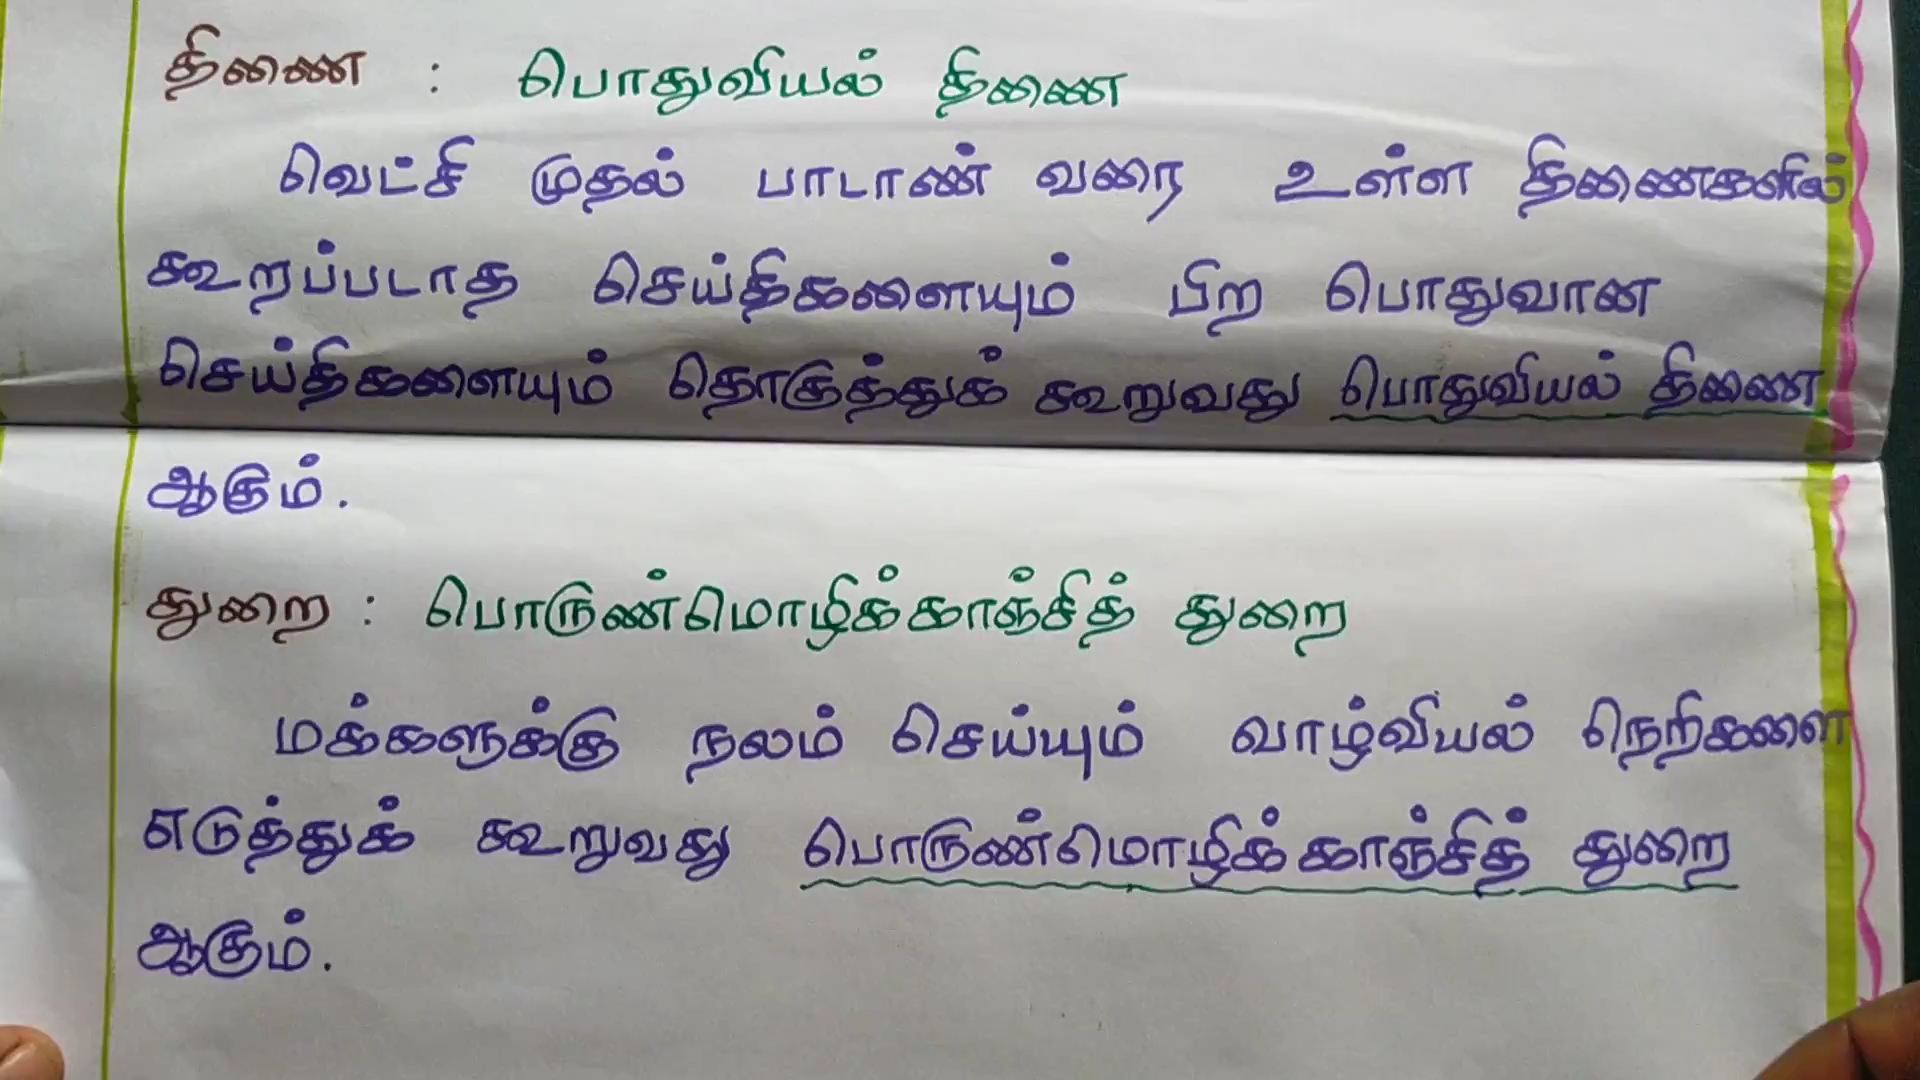 திணை : பொதுவியல் திணை
வெட்சி முதல் பாடாண் வரை உள்ள திணைகளில்
கூறப்படாத செய்திகளையும் பிற பொதுவான
செய்திகளையும் தொகுத்துக் கூறுவது பொதுவியல் திணை
ஆகும்.
துறை : பொருண்மொழிக்காஞ்சித் துறை
மக்களுக்கு நலம் செய்யும் வாழ்வியல் நெறிகளை
எடுத்துக் கூறுவது பொருண்மொழிக்காஞ்சித் துறை
ஆகும்.